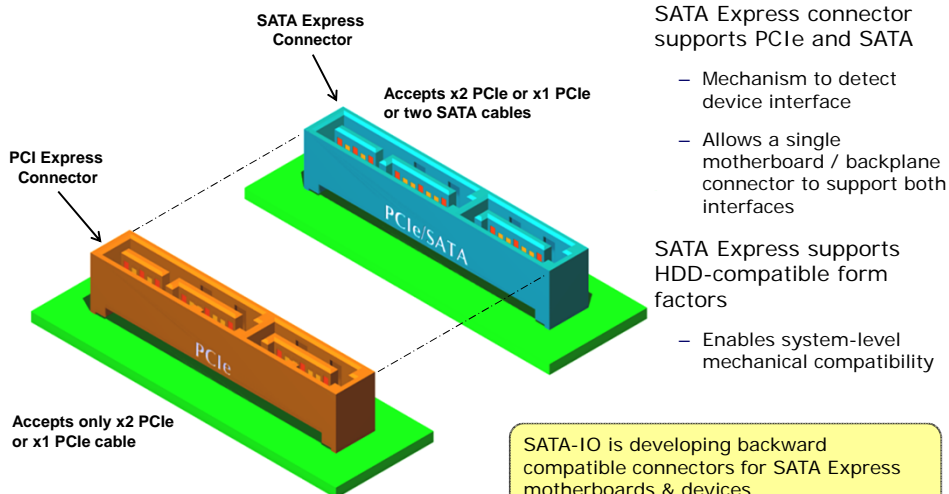 SATA Express
Connector
Accepts x2 PCIe or x1 PCIe
or two SATA cables
PCI Express
Connector
PCIe/SATA
PCIe
Accepts only x2 PCIe
or x1 PCIe cable
SATA Express connector
supports PCIe and SATA
– Mechanism to detect
device interface
– Allows a single
motherboard / backplane
connector to support both
interfaces
SATA Express supports
HDD-compatible form
factors
– Enables system-level
mechanical compatibility
SATA-IO is developing backward
compatible connectors for SATA Express
motherboards & devices